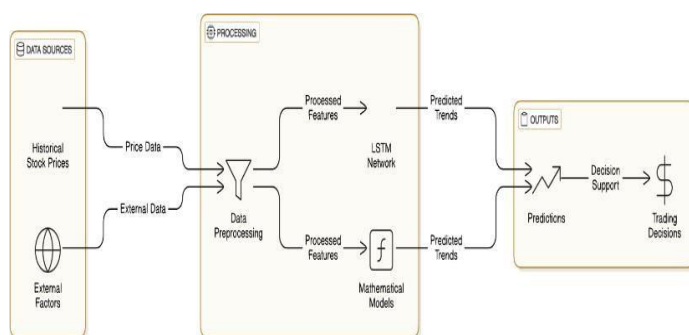 DATA SOURCES
Historical
Stock Prices
External
Factors
Price Data
External Data
PROCESSING
Data
Preprocessing
Processed
Features
Processed
Features
LSTM
Network
f
Mathematical
Models
Predicted
Trends
Predicted
Trends
OUTPUTS
Predictions
Decision
Support
$
Trading
Decisions